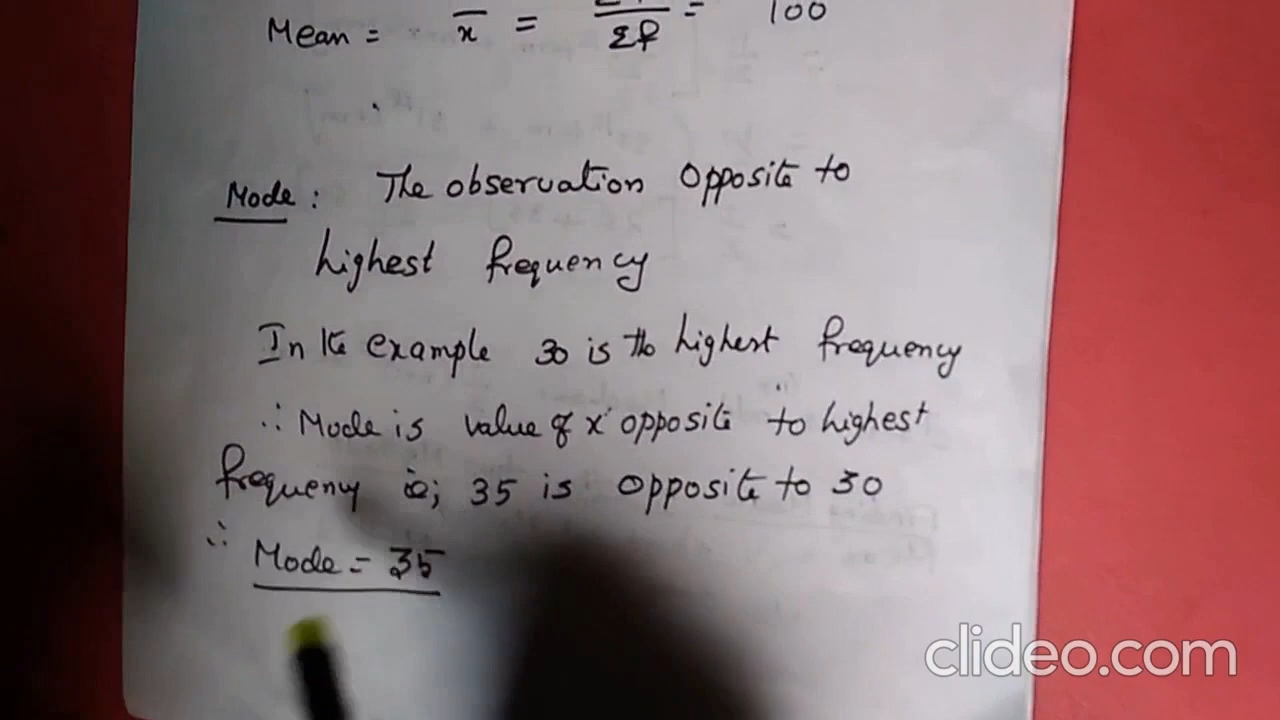 Mean = x̄ = Σf = 100
Mode : The observation opposite to
highest frequency
In the example 30 is the highest frequency
∴ Mode is value of x opposite to highest
frequency ie; 35 is opposite to 30
∴ Mode = 35
clideo.com